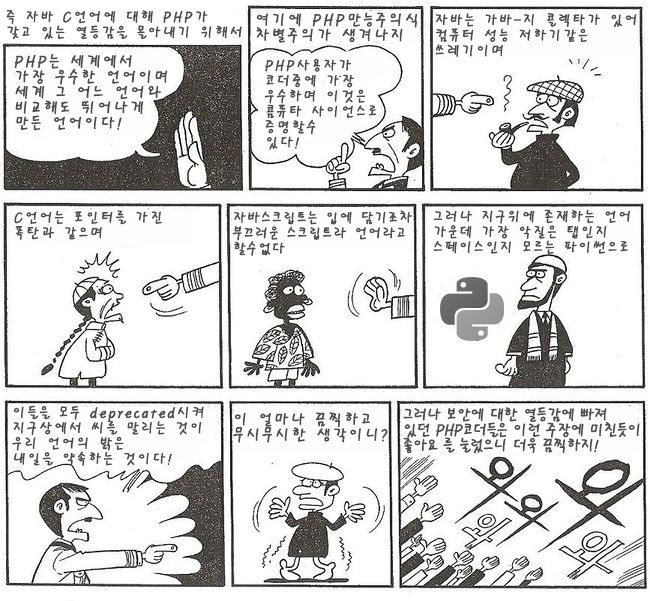 즉 자바 C언어에 대해 PHP가
갖고 있는 열등감을 몰아내기 위해서
PHP는 세계에서
가장 우수한 언어이며
세계 그 어느 언어와
비교해도 뛰어나게
만든 언어이다!
여기에 PHP만능주의식
차별주의가 생겨나지
PHP사용자가
코더중에 가장
우수하며 이것은
콤퓨타 사이언스로
증명할수
있다!
자바는 가바-지 콜렉타가 있어
컴퓨터 성능 저하기같은
쓰레기이며
?
C언어는 포인터를 가진
폭탄과 같으며
자바스크립트는 입에 담기조차
부끄러운 스크립트라 언어라고
할수없다
그러나 지구위에 존재하는 언어
가운데 가장 악질은 탭인지
스페이스인지 모르는 파이썬으로
이들을 모두 deprecated시켜
지구상에서 씨를 말리는 것이
우리 언어의 밝은
내일을 약속하는 것이다!
이 얼마나 끔찍하고
무시무시한 생각이니?
그러나 보안에 대한 열등감에 빠져
있던 PHP코더들은 이런 주장에 미친듯이
좋아요 를 눌렀으니 더욱 끔찍하지!